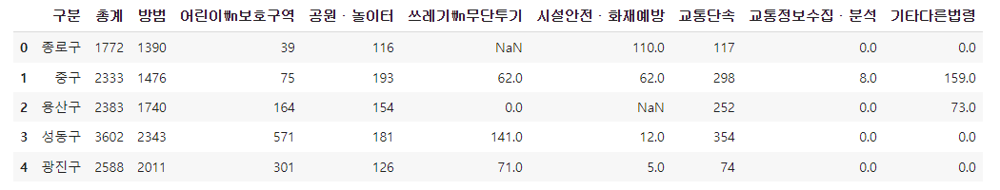 구분 총계 방범 어린이₩n보호구역 공원ㆍ놀이터 쓰레기₩n무단투기 시설안전ㆍ화재예방 교통단속 교통정보수집ㆍ분석 기타다른법령
0 종로구 1772 1390 39 116 NaN 110.0 117 0.0 0.0
1 중구 2333 1476 75 193 62.0 62.0 298 8.0 159.0
2 용산구 2383 1740 164 154 0.0 NaN 252 0.0 73.0
3 성동구 3602 2343 571 181 141.0 12.0 354 0.0 0.0
4 광진구 2588 2011 301 126 71.0 5.0 74 0.0 0.0